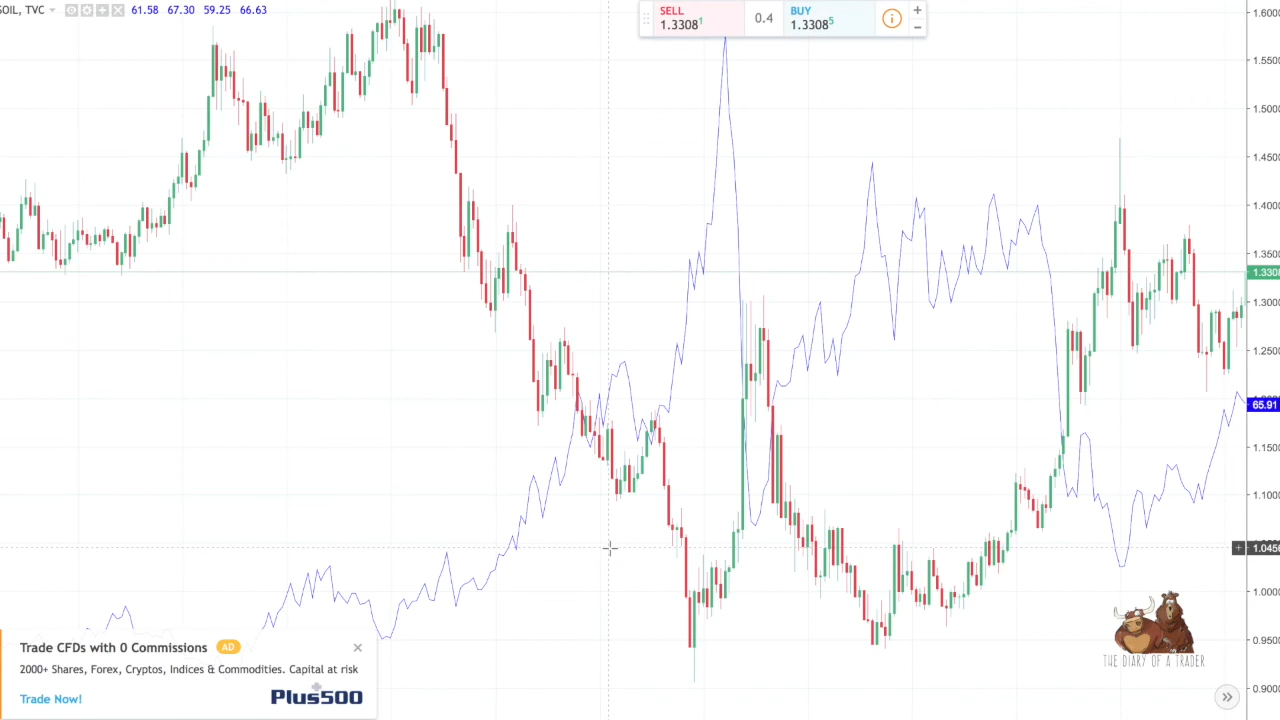 SOIL, TVC 61.58 67.30 59.25 66.63
SELL
1.3308¹
0.4
BUY
1.3308⁵
+
−
1.6000
1.5500
1.5000
1.4500
1.4000
1.3500
1.3308
1.3000
1.2500
65.91
1.1500
1.1000
+ 1.0450
1.0000
0.9500
0.9000
THE DIARY OF A TRADER
Trade CFDs with 0 Commissions AD
2000+ Shares, Forex, Cryptos, Indices & Commodities. Capital at risk
Trade Now!
Plus500